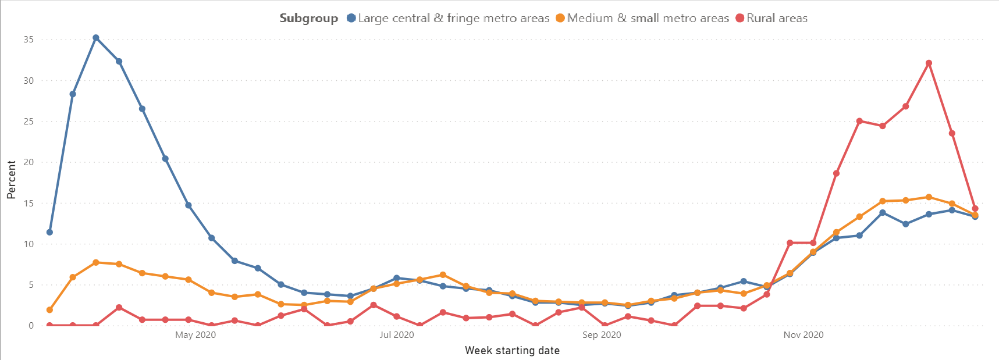 Subgroup Large central & fringe metro areas Medium & small metro areas Rural areas
35
30
25
20
15
10
5
0
Percent
May 2020 Jul 2020 Sep 2020 Nov 2020
Week starting date